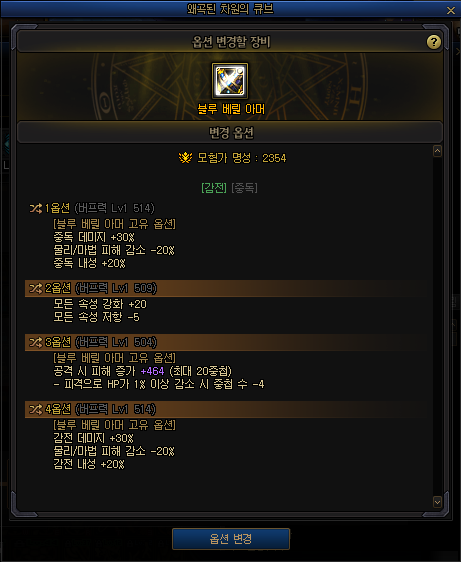 왜곡된 차원의 큐브
옵션 변경할 장비
?
블루 베릴 아머
변경 옵션
모험가 명성 : 2354
[감전] [중독]
1옵션 (버프력 Lv1 514)
[블루 베릴 아머 고유 옵션]
중독 데미지 +30%
물리/마법 피해 감소 -20%
중독 내성 +20%
2옵션 (버프력 Lv1 509)
모든 속성 강화 +20
모든 속성 저항 -5
3옵션 (버프력 Lv1 504)
[블루 베릴 아머 고유 옵션]
공격 시 피해 증가 +464 (최대 20중첩)
- 피격으로 HP가 1% 이상 감소 시 중첩 수 -4
4옵션 (버프력 Lv1 514)
[블루 베릴 아머 고유 옵션]
감전 데미지 +30%
물리/마법 피해 감소 -20%
감전 내성 +20%
옵션 변경